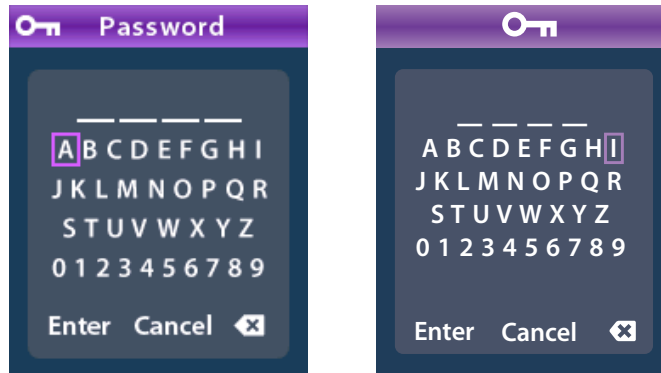 Password
A B C D E F G H I
J K L M N O P Q R
S T U V W X Y Z
0 1 2 3 4 5 6 7 8 9
Enter Cancel
A B C D E F G H I
J K L M N O P Q R
S T U V W X Y Z
0 1 2 3 4 5 6 7 8 9
Enter Cancel